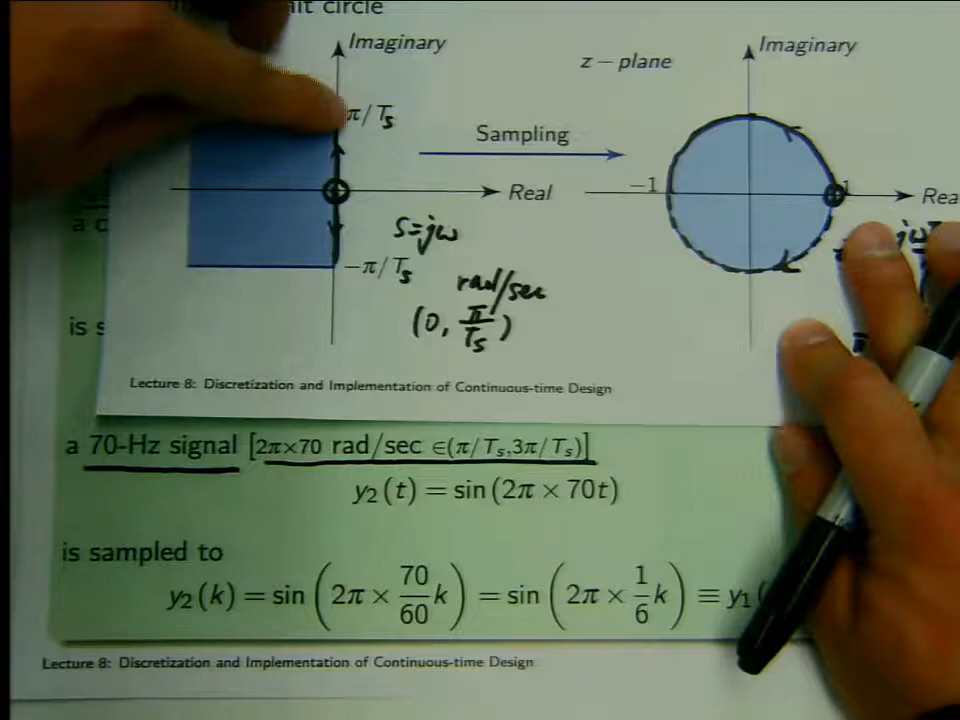 circle
Imaginary
Imaginary
z − plane
π/Ts
Sampling
−1
1
Real
s=jω
jω
−π/Ts
rad/sec
(0, π/Ts)
is
Lecture 8: Discretization and Implementation of Continuous-time Design
a 70-Hz signal [2π×70 rad/sec ∈(π/Ts,3π/Ts)]
y₂(t) = sin(2π × 70t)
is sampled to
y₂(k) = sin(2π × 70/60 k) = sin(2π × 1/6 k) ≡ y₁(
Lecture 8: Discretization and Implementation of Continuous-time Design